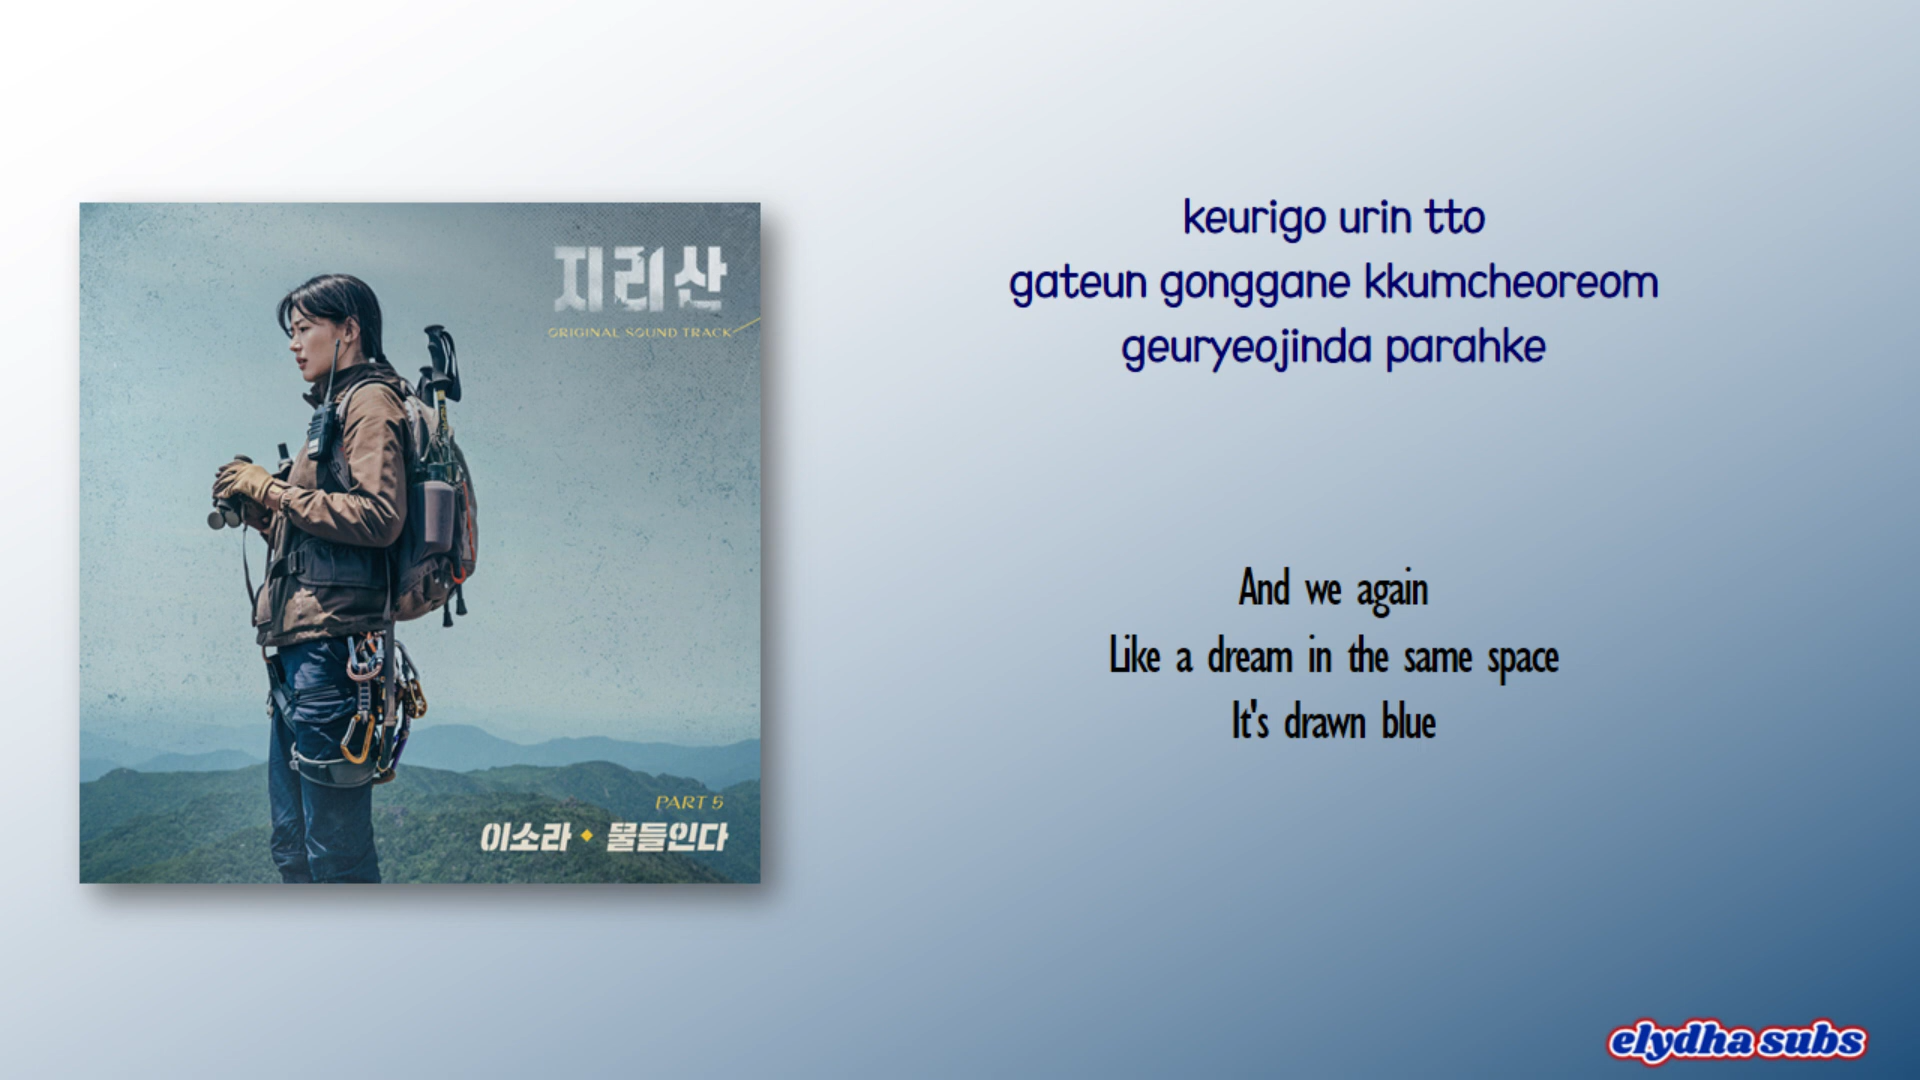 지리산
ORIGINAL SOUND TRACK
PART 5
이소라 ◆ 물들인다
keurigo urin tto
gateun gonggane kkumcheoreom
geuryeojinda parahke
And we again
Like a dream in the same space
It's drawn blue
elydha subs